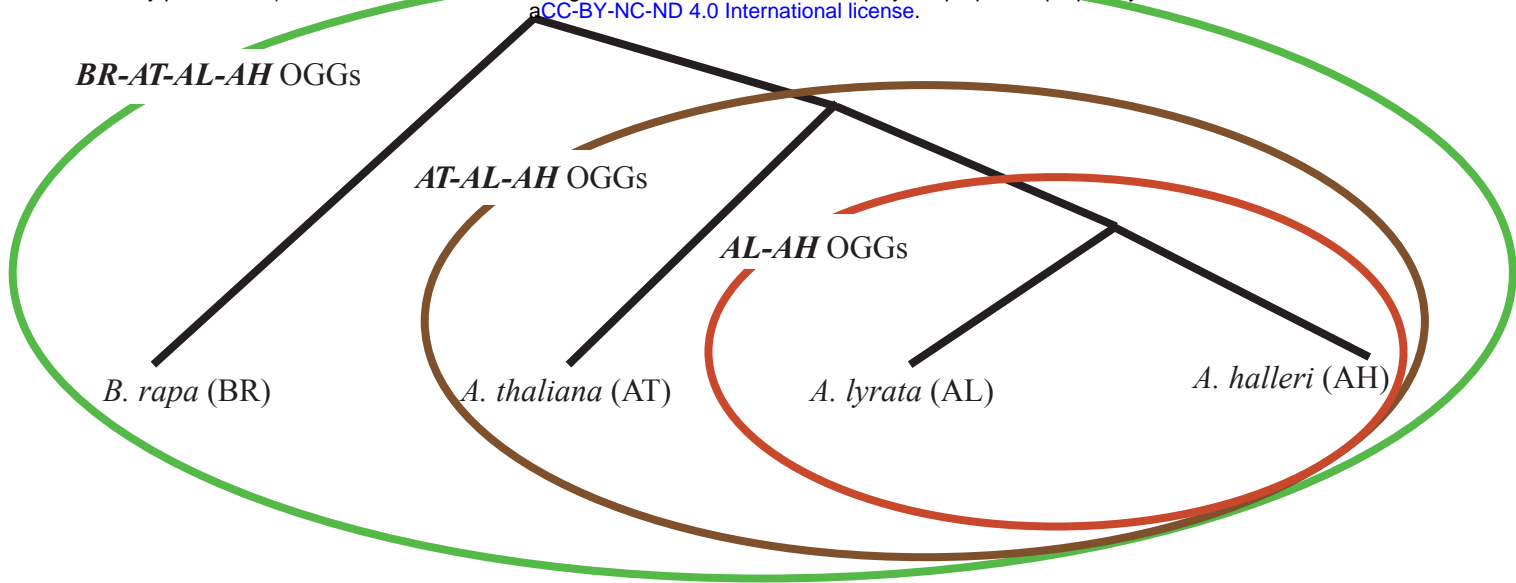 aCC-BY-NC-ND 4.0 International license.
BR-AT-AL-AH OGGs
AT-AL-AH OGGs
AL-AH OGGs
B. rapa (BR)
A. thaliana (AT)
A. lyrata (AL)
A. halleri (AH)